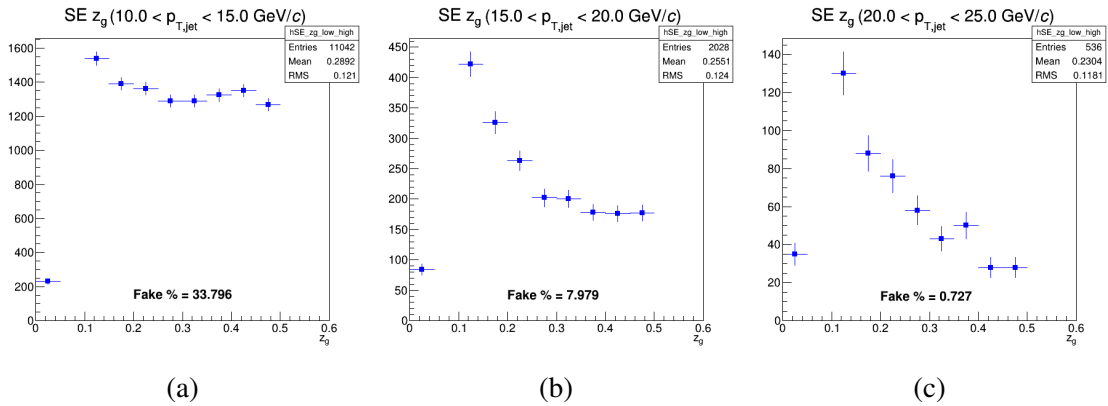 SE z_g (10.0 < p_T,jet < 15.0 GeV/c)
hSE_zg_low_high
Entries 11042
Mean 0.2892
RMS 0.121
1600
1400
1200
1000
800
600
400
200
0
Fake % = 33.796
0 0.1 0.2 0.3 0.4 0.5 0.6
z_g
(a)
SE z_g (15.0 < p_T,jet < 20.0 GeV/c)
hSE_zg_low_high
Entries 2028
Mean 0.2551
RMS 0.124
450
400
350
300
250
200
150
100
50
0
Fake % = 7.979
0 0.1 0.2 0.3 0.4 0.5 0.6
z_g
(b)
SE z_g (20.0 < p_T,jet < 25.0 GeV/c)
hSE_zg_low_high
Entries 536
Mean 0.2304
RMS 0.1181
140
120
100
80
60
40
20
0
Fake % = 0.727
0 0.1 0.2 0.3 0.4 0.5 0.6
z_g
(c)